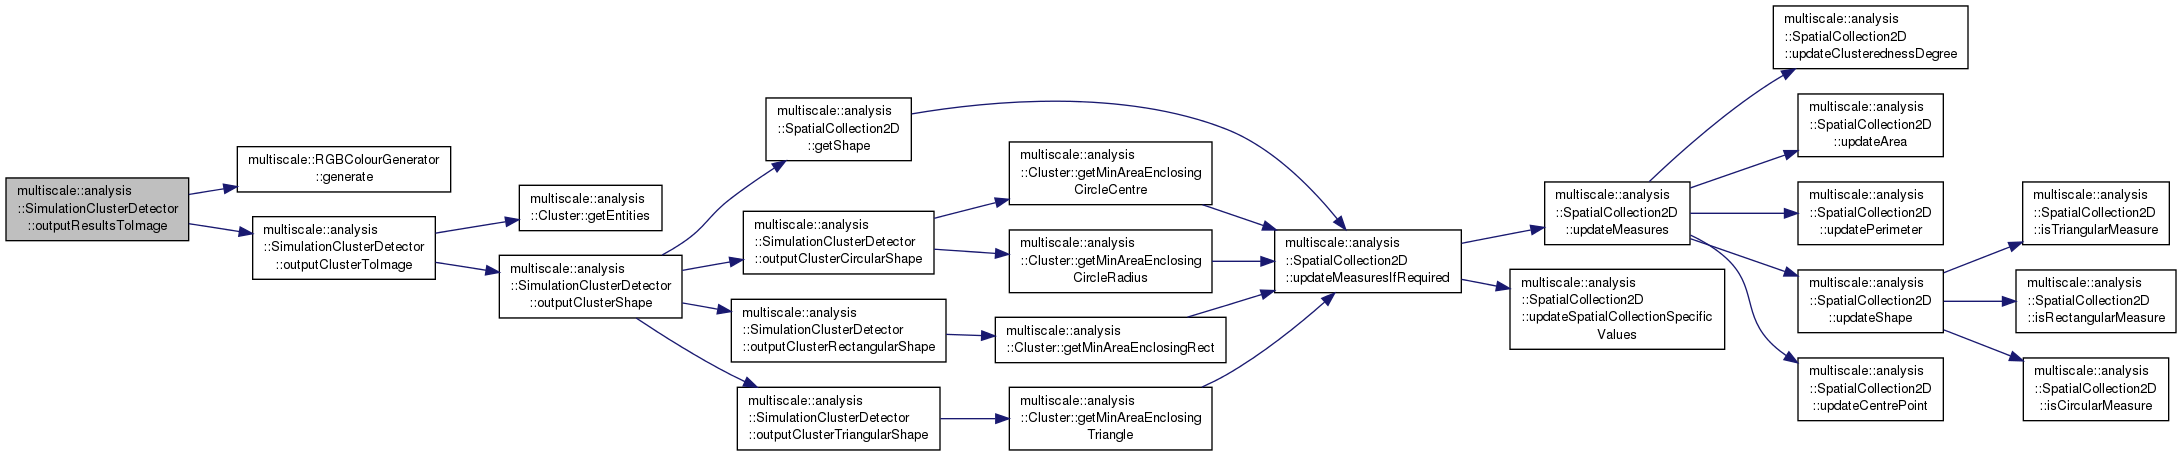 multiscale::analysis
::SimulationClusterDetector
::outputResultsToImage
multiscale::RGBColourGenerator
::generate
multiscale::analysis
::SimulationClusterDetector
::outputClusterToImage
multiscale::analysis
::Cluster::getEntities
multiscale::analysis
::SimulationClusterDetector
::outputClusterShape
multiscale::analysis
::SpatialCollection2D
::getShape
multiscale::analysis
::SimulationClusterDetector
::outputClusterCircularShape
multiscale::analysis
::SimulationClusterDetector
::outputClusterRectangularShape
multiscale::analysis
::SimulationClusterDetector
::outputClusterTriangularShape
multiscale::analysis
::Cluster::getMinAreaEnclosing
CircleCentre
multiscale::analysis
::Cluster::getMinAreaEnclosing
CircleRadius
multiscale::analysis
::Cluster::getMinAreaEnclosingRect
multiscale::analysis
::Cluster::getMinAreaEnclosing
Triangle
multiscale::analysis
::SpatialCollection2D
::updateMeasuresIfRequired
multiscale::analysis
::SpatialCollection2D
::updateMeasures
multiscale::analysis
::SpatialCollection2D
::updateSpatialCollectionSpecific
Values
multiscale::analysis
::SpatialCollection2D
::updateClusterednessDegree
multiscale::analysis
::SpatialCollection2D
::updateArea
multiscale::analysis
::SpatialCollection2D
::updatePerimeter
multiscale::analysis
::SpatialCollection2D
::updateShape
multiscale::analysis
::SpatialCollection2D
::updateCentrePoint
multiscale::analysis
::SpatialCollection2D
::isTriangularMeasure
multiscale::analysis
::SpatialCollection2D
::isRectangularMeasure
multiscale::analysis
::SpatialCollection2D
::isCircularMeasure